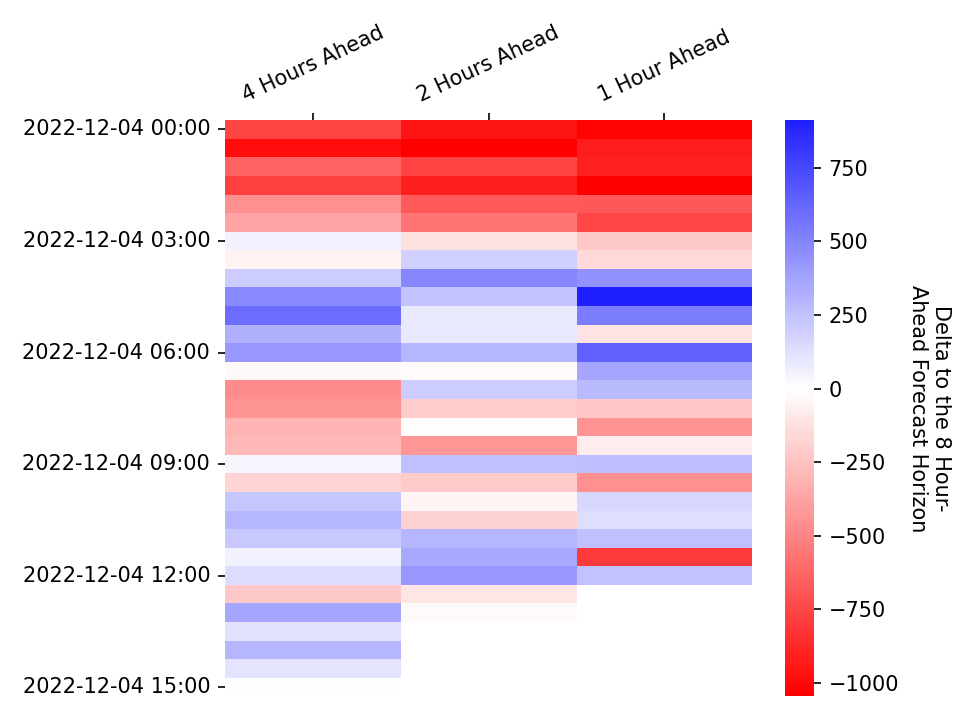 4 Hours Ahead
2 Hours Ahead
1 Hour Ahead
2022-12-04 00:00
2022-12-04 03:00
2022-12-04 06:00
2022-12-04 09:00
2022-12-04 12:00
2022-12-04 15:00
750
500
250
0
−250
−500
−750
−1000
Delta to the 8 Hour-
Ahead Forecast Horizon